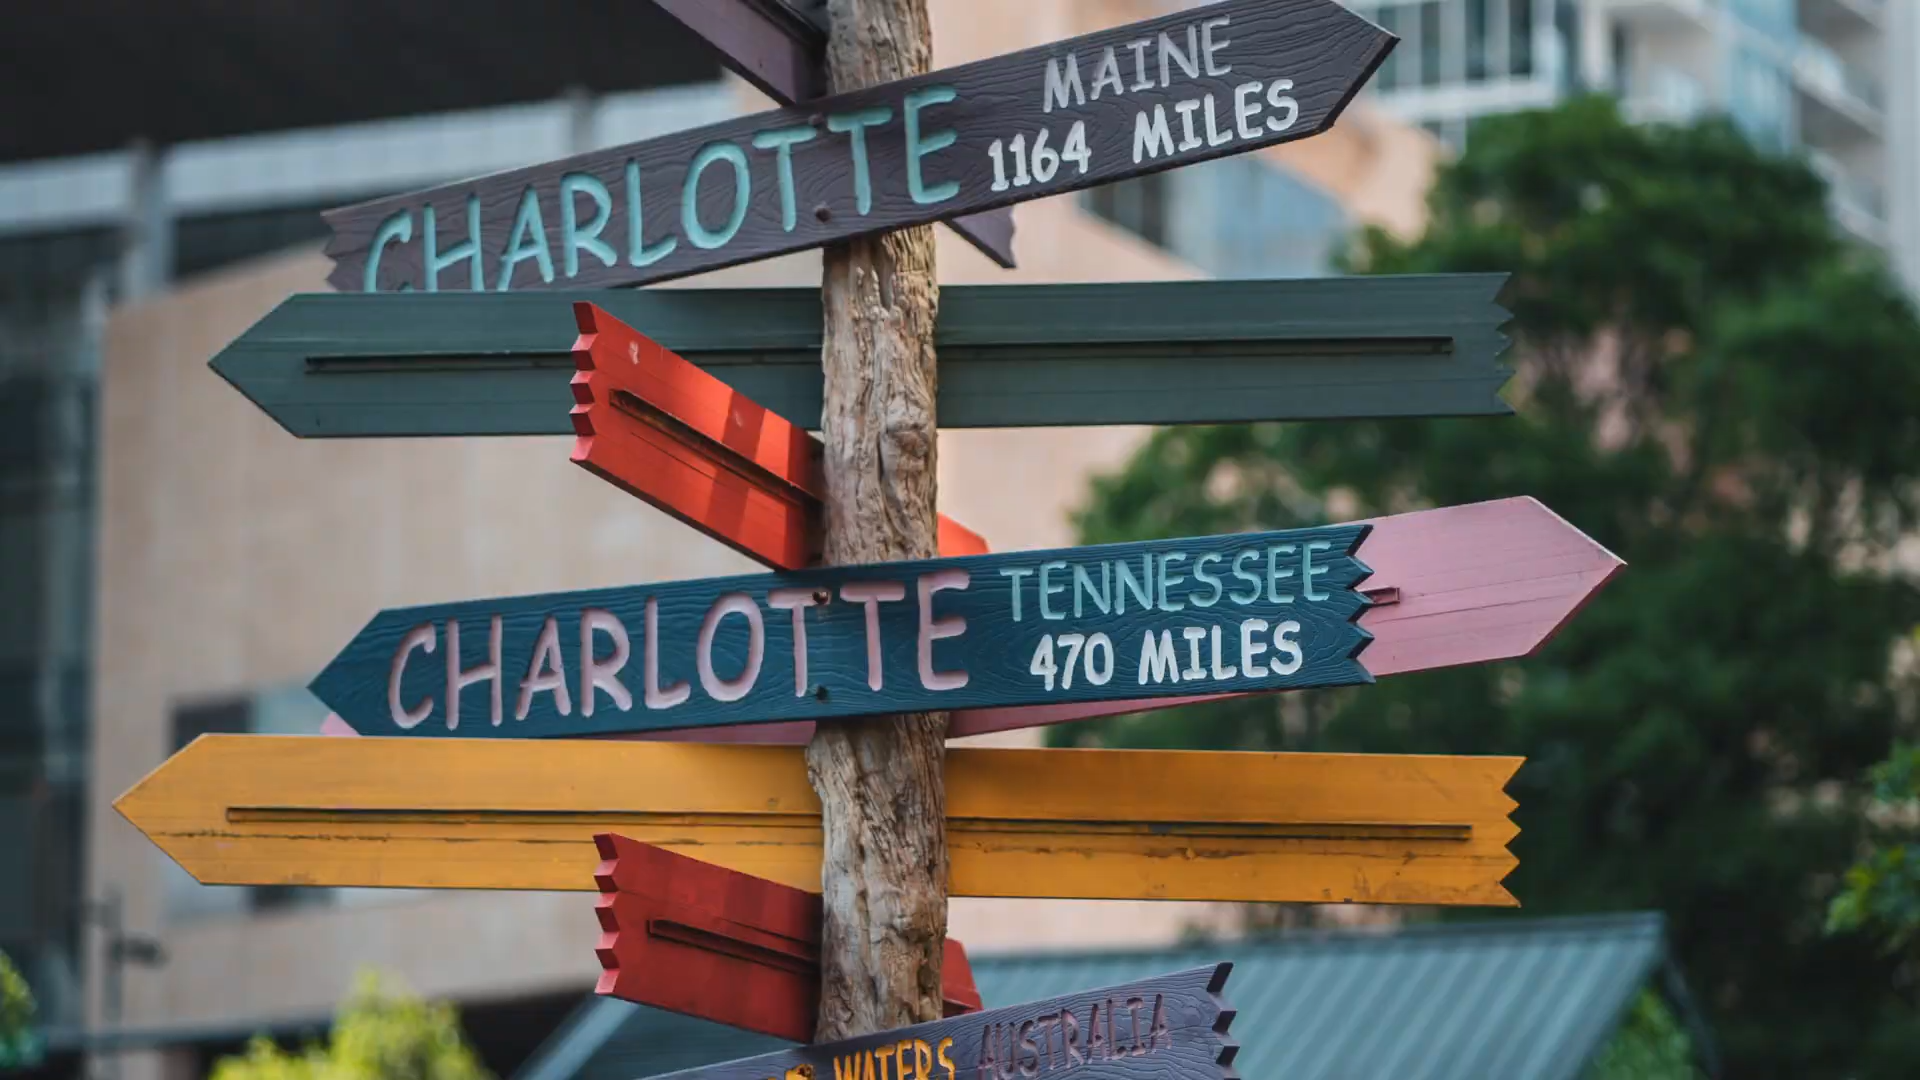 CHARLOTTE MAINE
1164 MILES
CHARLOTTE TENNESSEE
470 MILES
WATERS AUSTRALIA